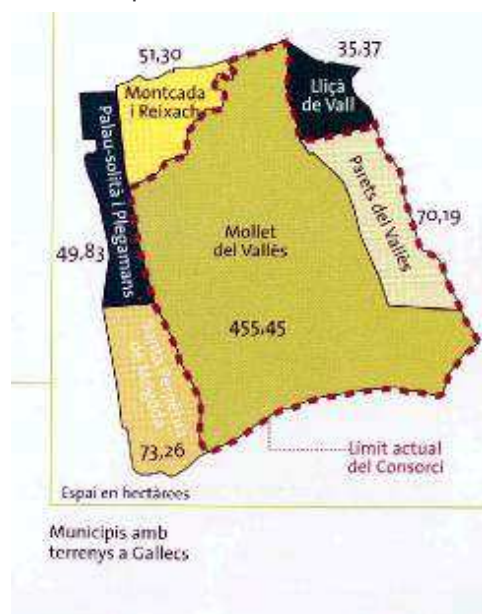 51,30
35,37
Montcada
i Reixach
Lliçà
de Vall
Palau-solità i Plegamans
Parets del Vallès
70,19
Mollet
del Vallès
49,83
455,45
Santa Perpètua
de Mogoda
73,26
Límit actual
del Consorci
Espai en hectàrees
Municipis amb
terrenys a Gallecs